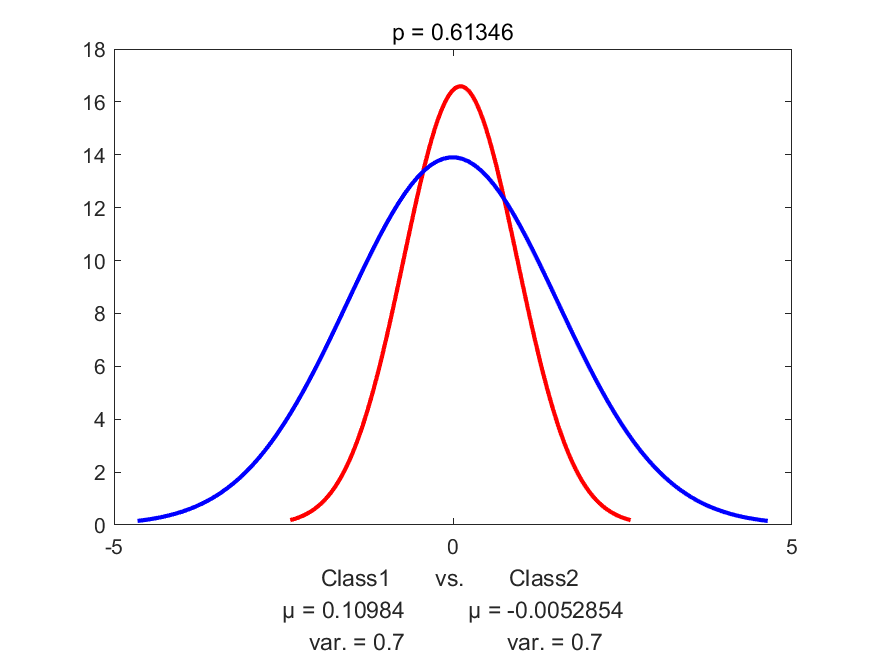 p = 0.61346
18
16
14
12
10
8
6
4
2
0
-5 0 5
Class1 vs. Class2
μ = 0.10984 μ = -0.0052854
var. = 0.7 var. = 0.7